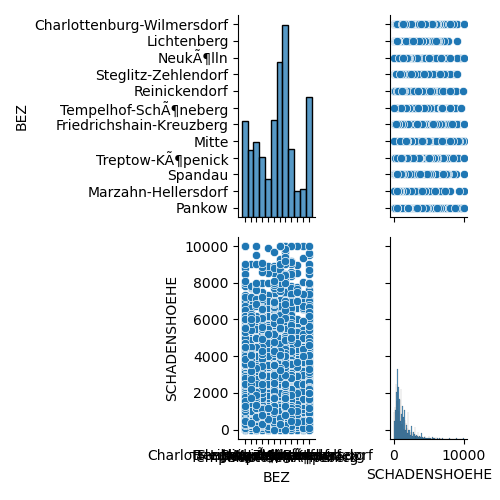 Charlottenburg-Wilmersdorf
Lichtenberg
NeukÃ¶lln
Steglitz-Zehlendorf
Reinickendorf
Tempelhof-SchÃ¶neberg
Friedrichshain-Kreuzberg
Mitte
Treptow-KÃ¶penick
Spandau
Marzahn-Hellersdorf
Pankow
BEZ
10000
8000
6000
4000
2000
0
SCHADENSHOEHE
BEZ
0 10000
SCHADENSHOEHE